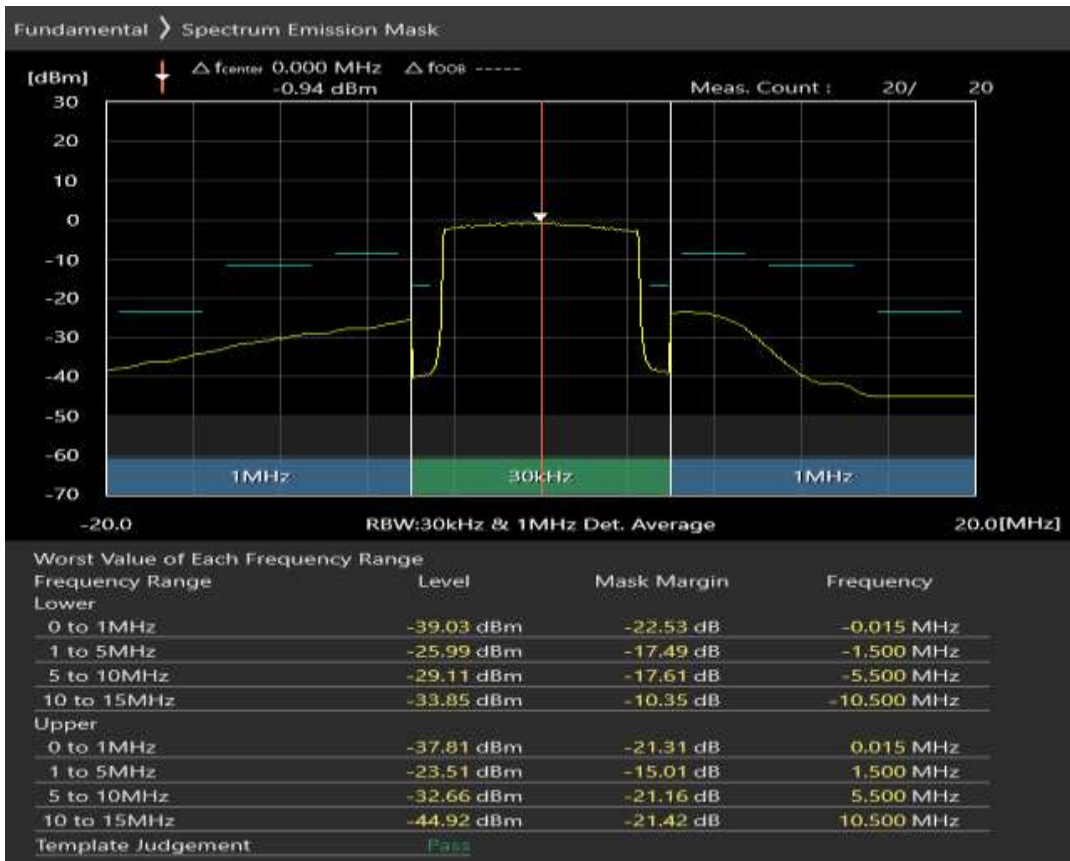 Fundamental ❯ Spectrum Emission Mask
[dBm] △ fcenter 0.000 MHz △ fOOB -----
-0.94 dBm Meas. Count : 20/ 20
30
20
10
0
-10
-20
-30
-40
-50
-60
1MHz 30kHz 1MHz
-70
-20.0 RBW:30kHz & 1MHz Det. Average 20.0[MHz]
Worst Value of Each Frequency Range
Frequency Range Level Mask Margin Frequency
Lower
0 to 1MHz -39.03 dBm -22.53 dB -0.015 MHz
1 to 5MHz -25.99 dBm -17.49 dB -1.500 MHz
5 to 10MHz -29.11 dBm -17.61 dB -5.500 MHz
10 to 15MHz -33.85 dBm -10.35 dB -10.500 MHz
Upper
0 to 1MHz -37.81 dBm -21.31 dB 0.015 MHz
1 to 5MHz -23.51 dBm -15.01 dB 1.500 MHz
5 to 10MHz -32.66 dBm -21.16 dB 5.500 MHz
10 to 15MHz -44.92 dBm -21.42 dB 10.500 MHz
Template Judgement Pass